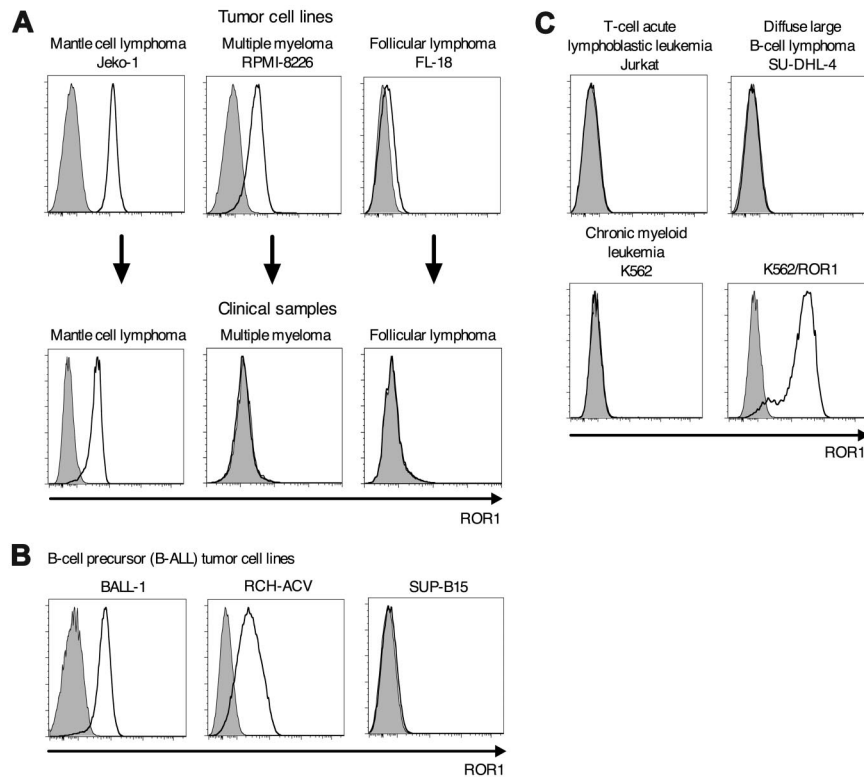 A
Tumor cell lines
Mantle cell lymphoma
Jeko-1
Multiple myeloma
RPMI-8226
Follicular lymphoma
FL-18
Clinical samples
Mantle cell lymphoma
Multiple myeloma
Follicular lymphoma
ROR1
B
B-cell precursor (B-ALL) tumor cell lines
BALL-1
RCH-ACV
SUP-B15
ROR1
C
T-cell acute
lymphoblastic leukemia
Jurkat
Diffuse large
B-cell lymphoma
SU-DHL-4
Chronic myeloid
leukemia
K562
K562/ROR1
ROR1